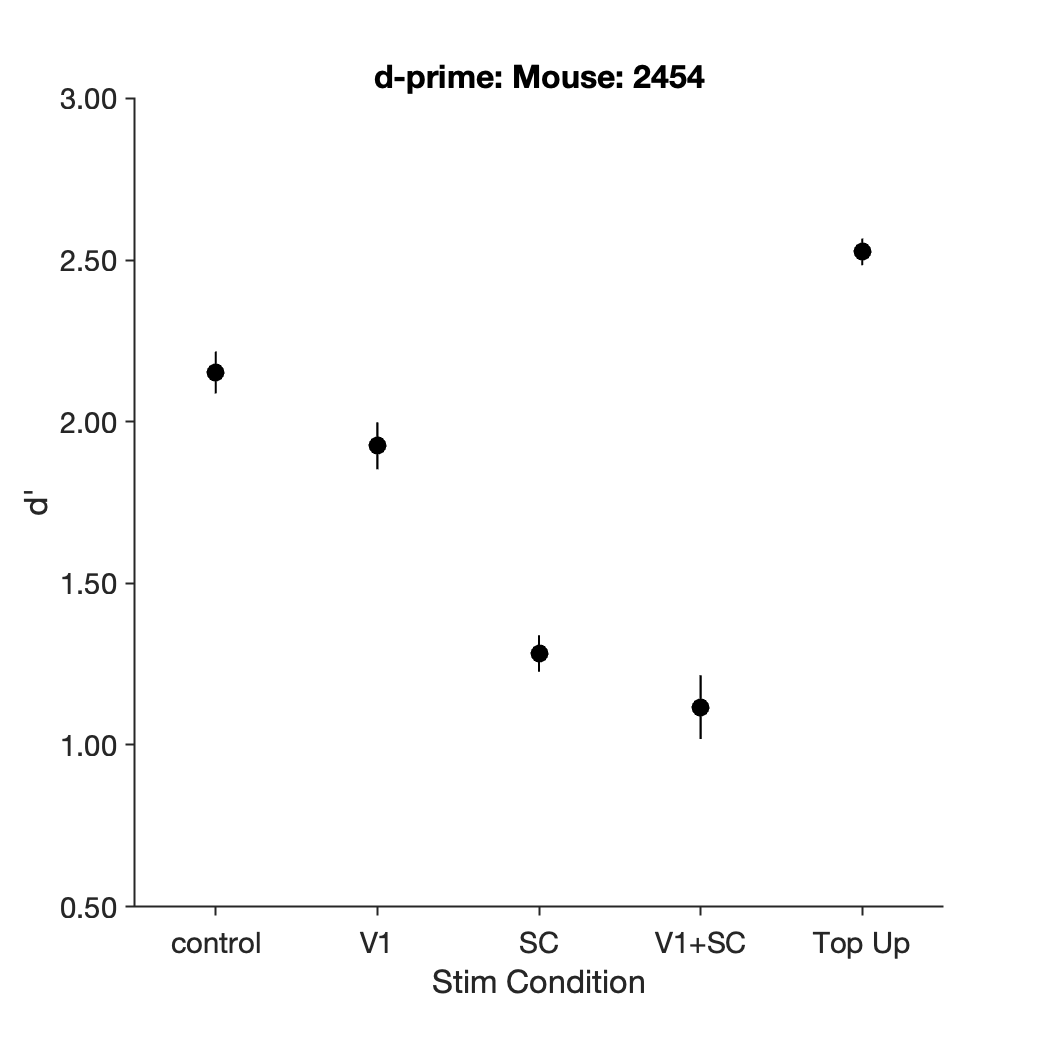 d-prime: Mouse: 2454
3.00
2.50
2.00
1.50
1.00
0.50
d'
control V1 SC V1+SC Top Up
Stim Condition